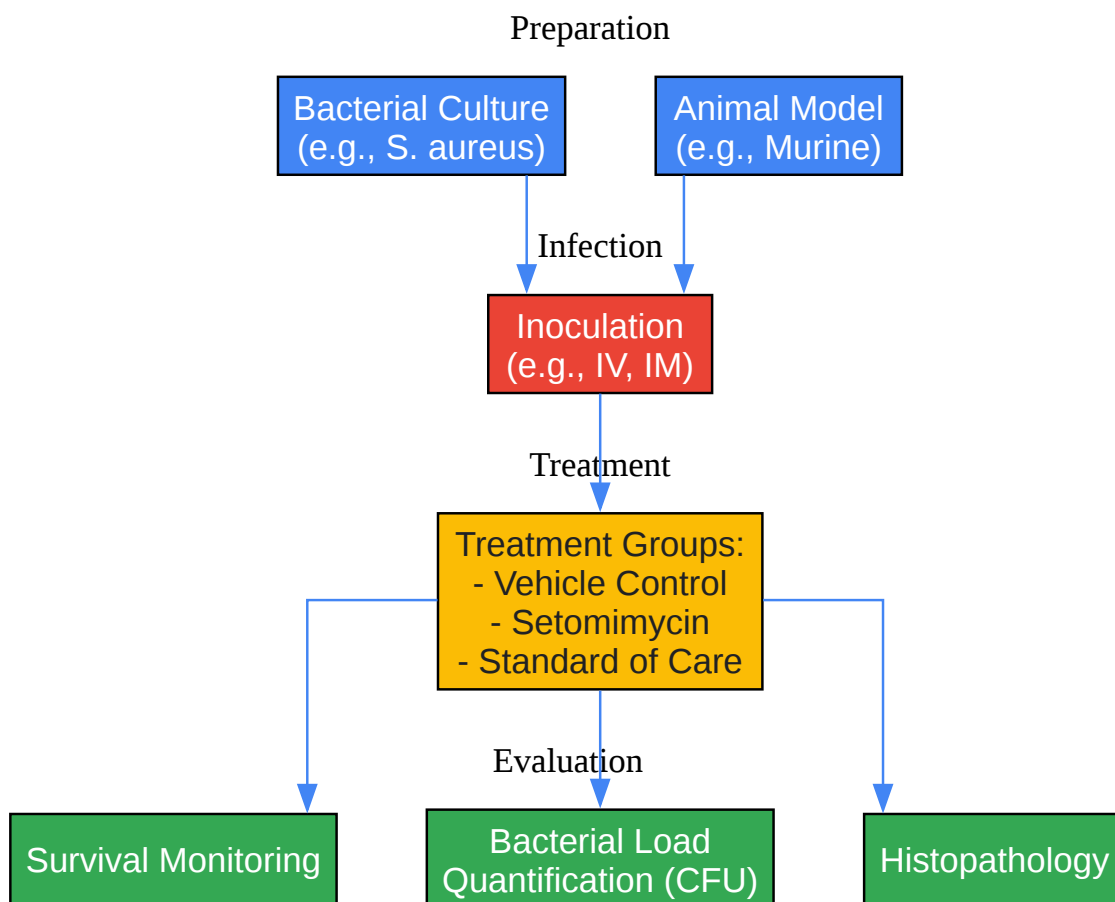 Preparation
Bacterial Culture
(e.g., S. aureus)
Animal Model
(e.g., Murine)
Infection
Inoculation
(e.g., IV, IM)
Treatment
Treatment Groups:
- Vehicle Control
- Setomimycin
- Standard of Care
Evaluation
Survival Monitoring
Bacterial Load
Quantification (CFU)
Histopathology